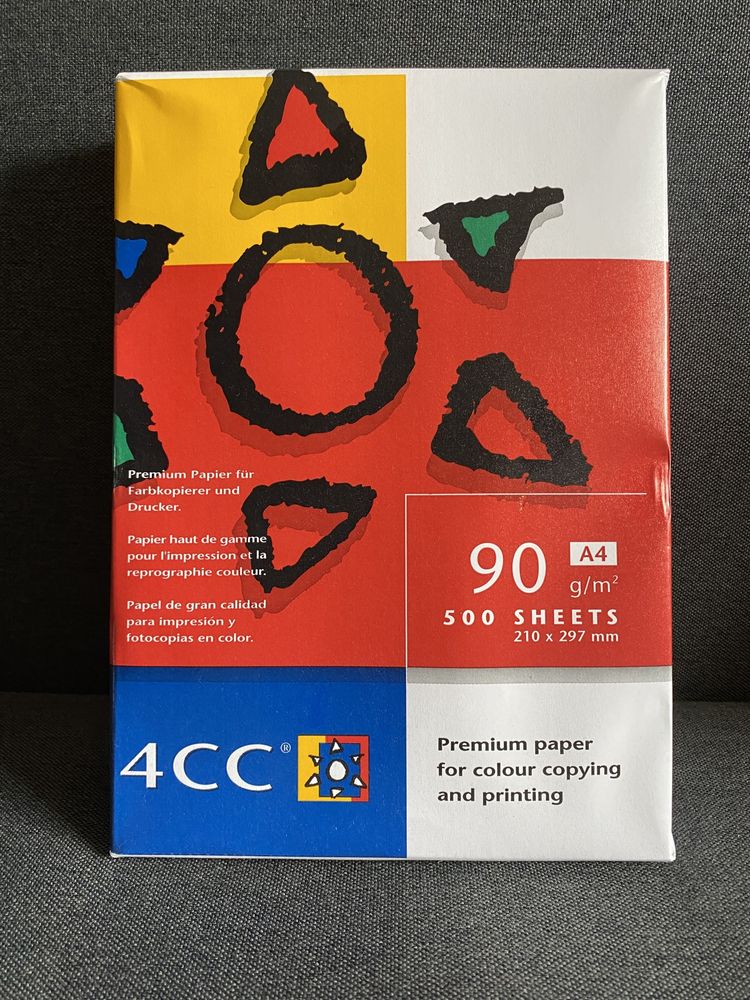 Premium Papier für
Farbkopierer und
Drucker.
Papier haut de gamme
pour l'impression et la
reprographie couleur.
Papel de gran calidad
para impresión y
fotocopias en color.
90 A4
g/m²
500 SHEETS
210 x 297 mm
4CC®
Premium paper
for colour copying
and printing